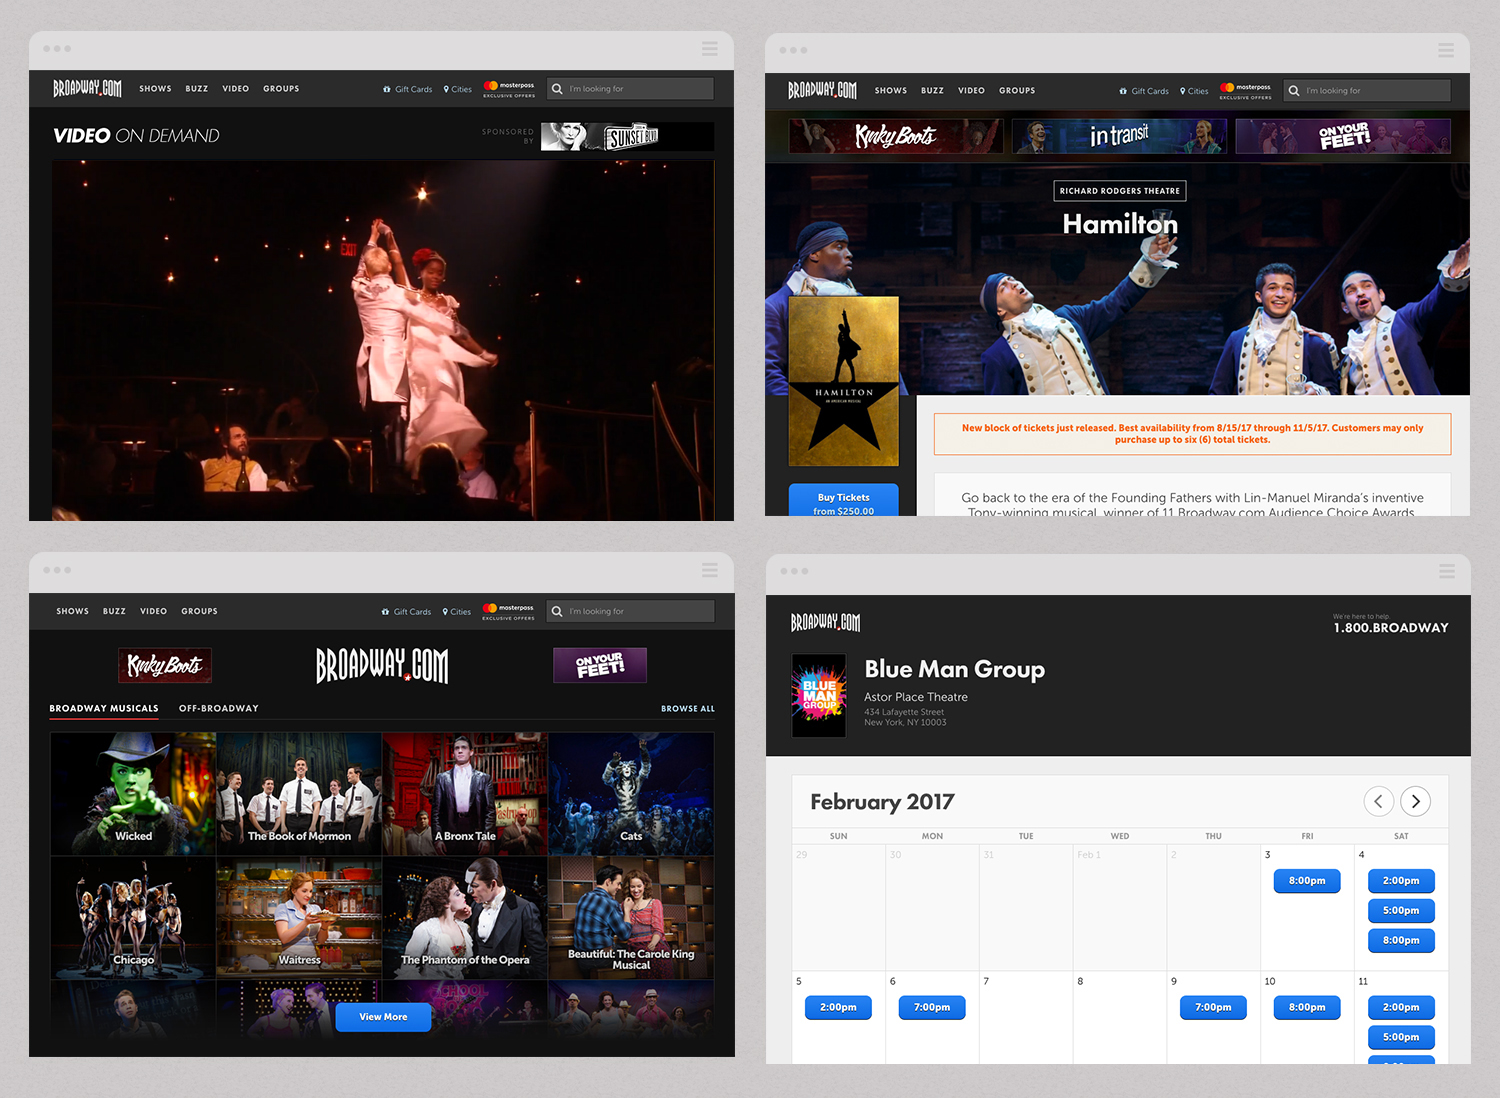 BROADWAY.COM SHOWS BUZZ VIDEO GROUPS Gift Cards Cities masterpass EXCLUSIVE OFFERS I'm looking for
VIDEO ON DEMAND SPONSORED BY SUNSET BLVD
EXIT
BROADWAY.COM SHOWS BUZZ VIDEO GROUPS Gift Cards Cities masterpass EXCLUSIVE OFFERS I'm looking for
Kinky Boots in transit ON YOUR FEET!
RICHARD RODGERS THEATRE
Hamilton
HAMILTON
AN AMERICAN MUSICAL
New block of tickets just released. Best availability from 8/15/17 through 11/5/17. Customers may only
purchase up to six (6) total tickets.
Buy Tickets
from $250.00
Go back to the era of the Founding Fathers with Lin-Manuel Miranda's inventive
Tony-winning musical, winner of 11 Broadway.com Audience Choice Awards
SHOWS BUZZ VIDEO GROUPS Gift Cards Cities masterpass EXCLUSIVE OFFERS I'm looking for
Kinky Boots BROADWAY.COM ON YOUR FEET!
BROADWAY MUSICALS OFF-BROADWAY BROWSE ALL
Wicked The Book of Mormon A Bronx Tale Cats
Chicago Waitress The Phantom of the Opera Beautiful: The Carole King
Musical
SCHOOL
View More
BROADWAY.COM We're here to help.
1.800.BROADWAY
BLUE MAN GROUP
Blue Man Group
Astor Place Theatre
434 Lafayette Street
New York, NY 10003
February 2017
SUN MON TUE WED THU FRI SAT
29 30 31 Feb 1 2 3 4
8:00pm 2:00pm
5:00pm
8:00pm
5 6 7 8 9 10 11
2:00pm 7:00pm 7:00pm 8:00pm 2:00pm
5:00pm